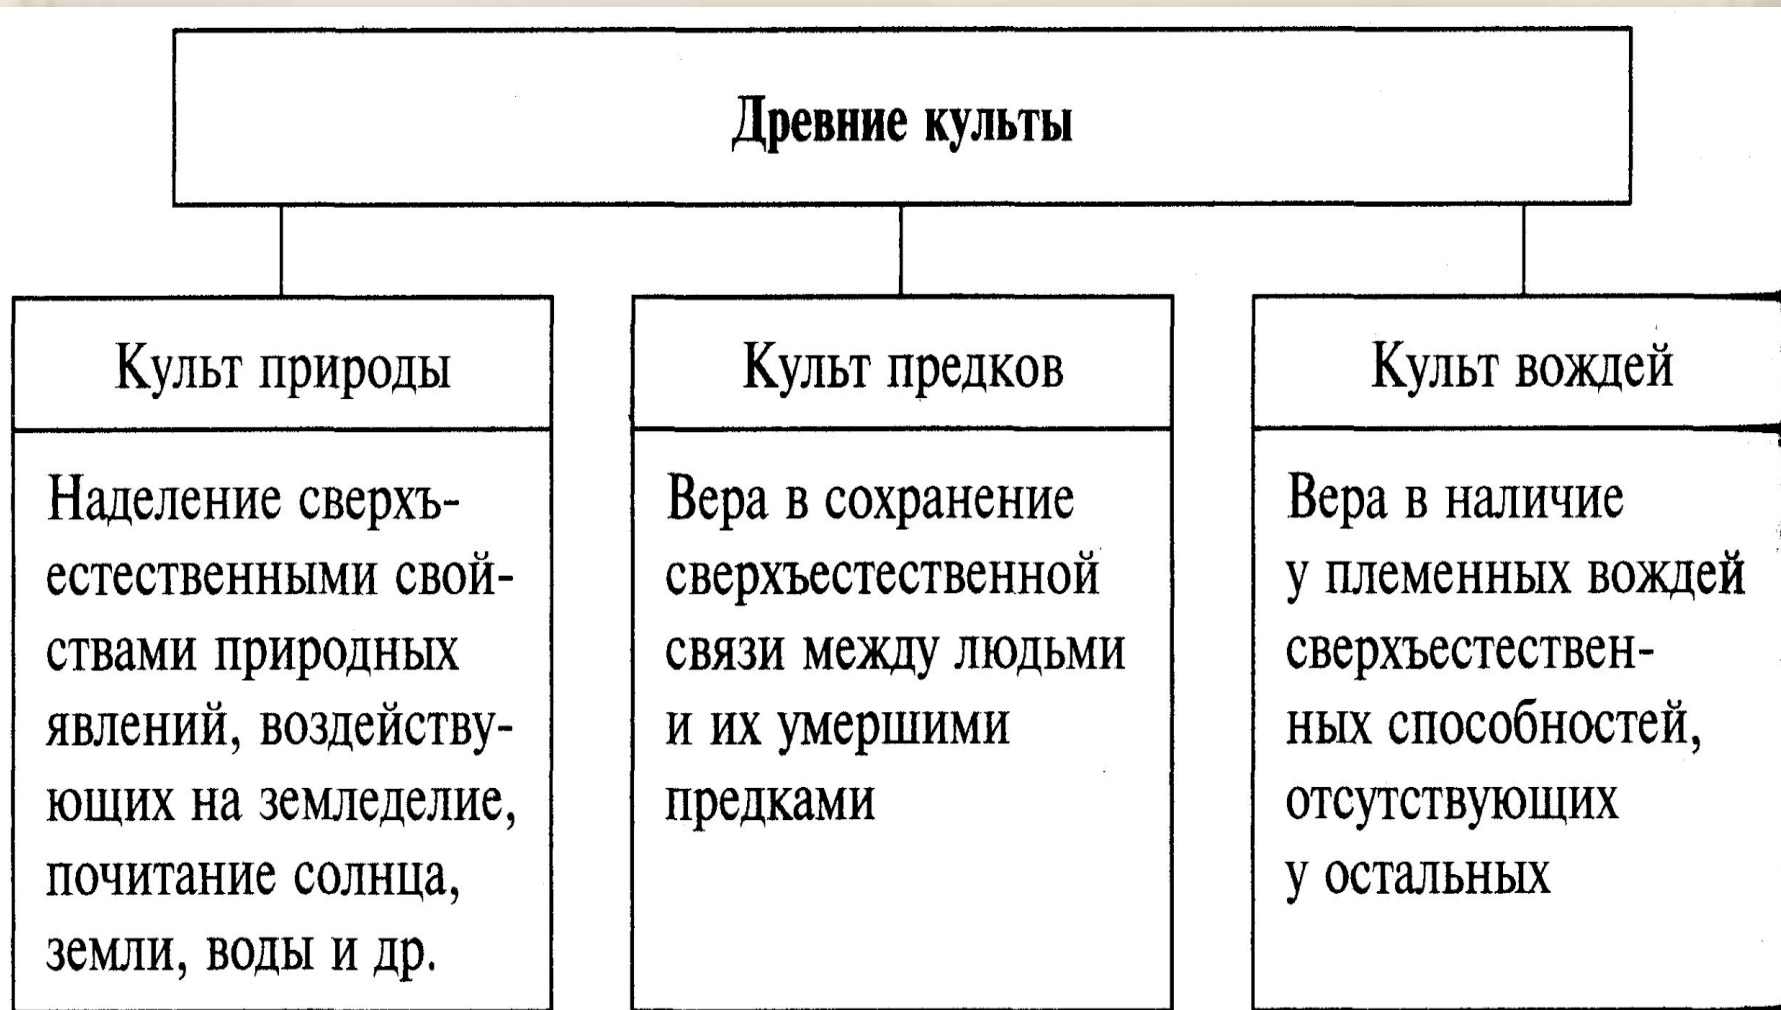 Древние культы
Культ природы
Наделение сверхъ-
естественными свой-
ствами природных
явлений, воздейству-
ющих на земледелие,
почитание солнца,
земли, воды и др.
Культ предков
Вера в сохранение
сверхъестественной
связи между людьми
и их умершими
предками
Культ вождей
Вера в наличие
у племенных вождей
сверхъестествен-
ных способностей,
отсутствующих
у остальных